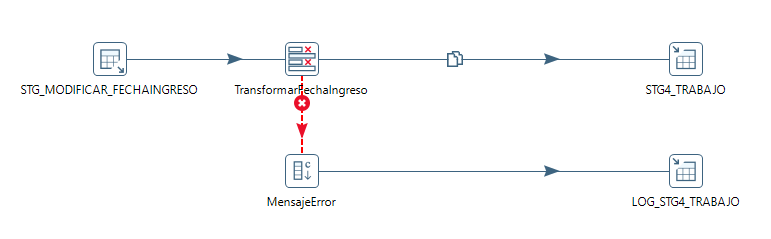 STG_MODIFICAR_FECHAINGRESO
TransformarFechaIngreso
STG4_TRABAJO
C
MensajeError
LOG_STG4_TRABAJO